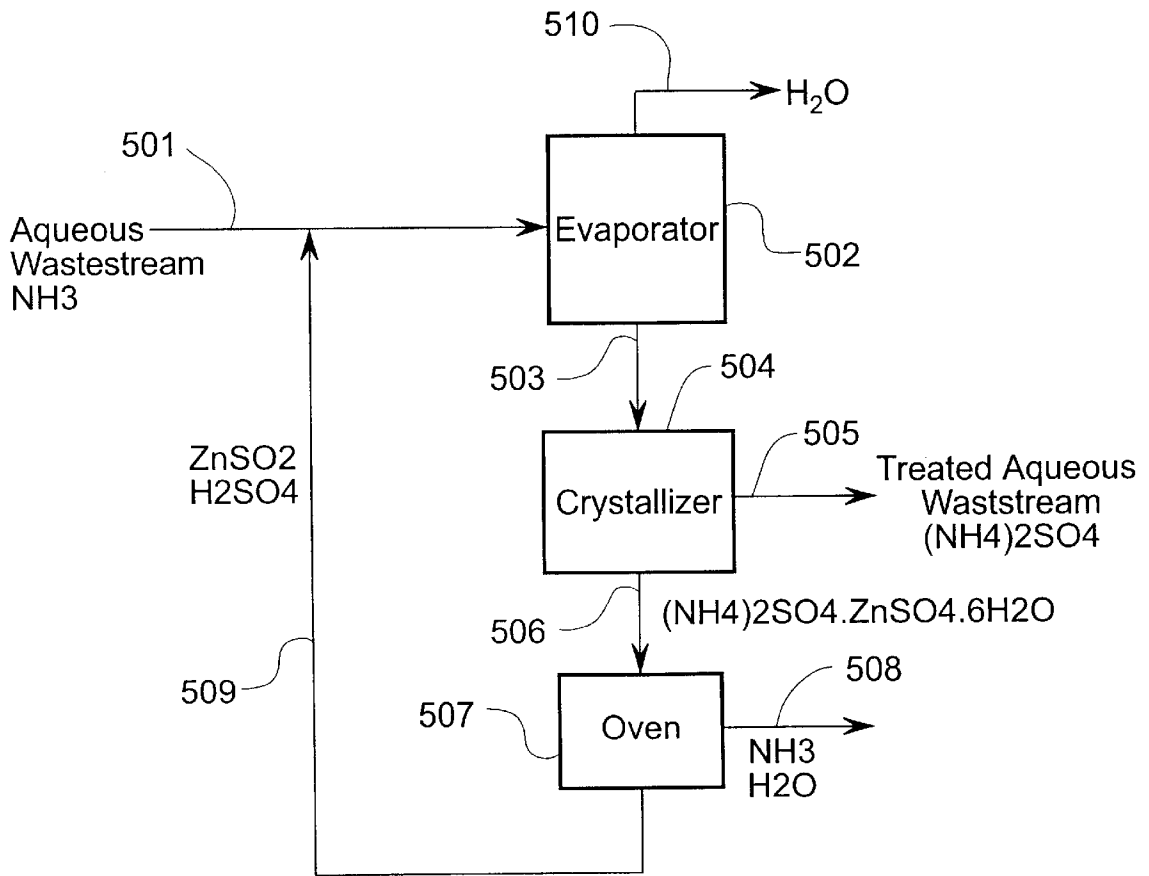 510
H₂O
501
Aqueous
Wastestream
NH3
Evaporator
502
503
504
505
ZnSO2
H2SO4
Crystallizer
Treated Aqueous
Waststream
(NH4)2SO4
506
(NH4)2SO4.ZnSO4.6H2O
509
507
Oven
508
NH3
H2O